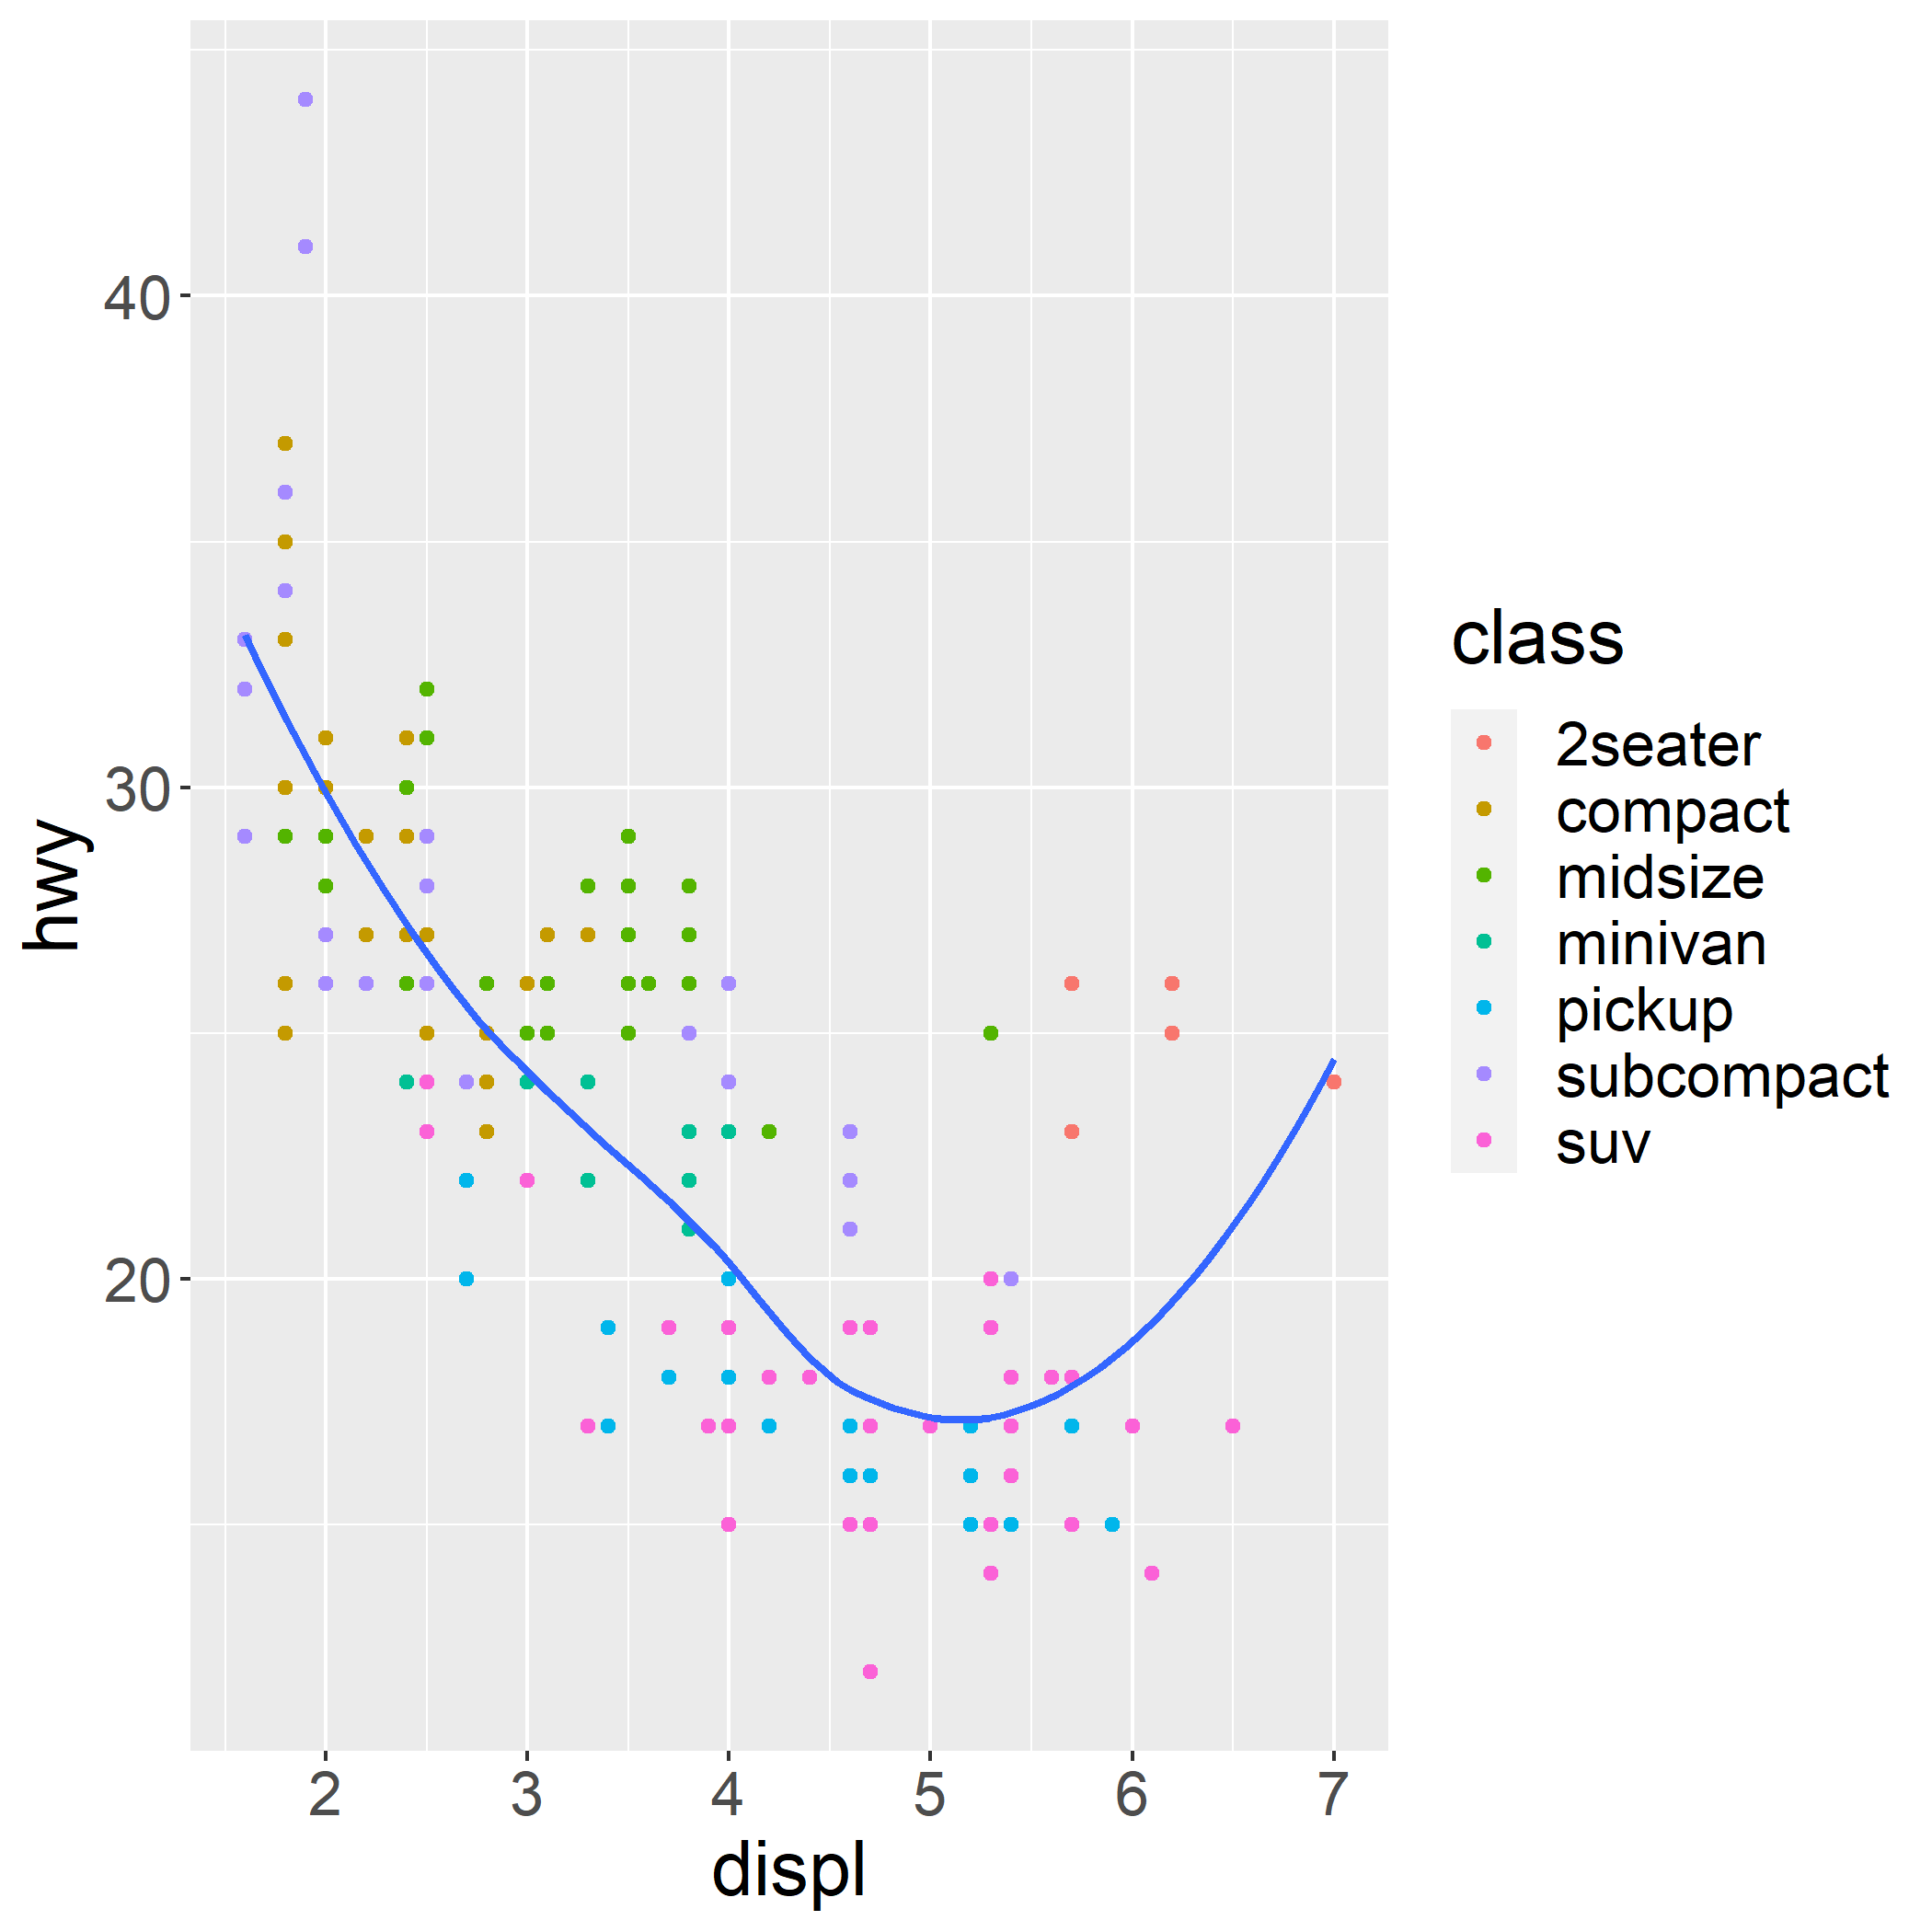 hwy
40
30
20
2
3
4
5
6
7
displ
class
2seater
compact
midsize
minivan
pickup
subcompact
suv